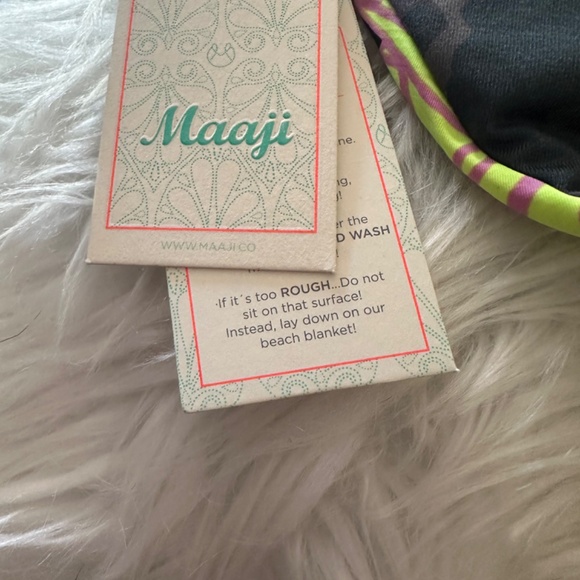 Maaji
WWW.MAAJI.CO
ne.
ng,
!
r the
D WASH
!
·If it´s too ROUGH...Do not
sit on that surface!
Instead, lay down on our
beach blanket!